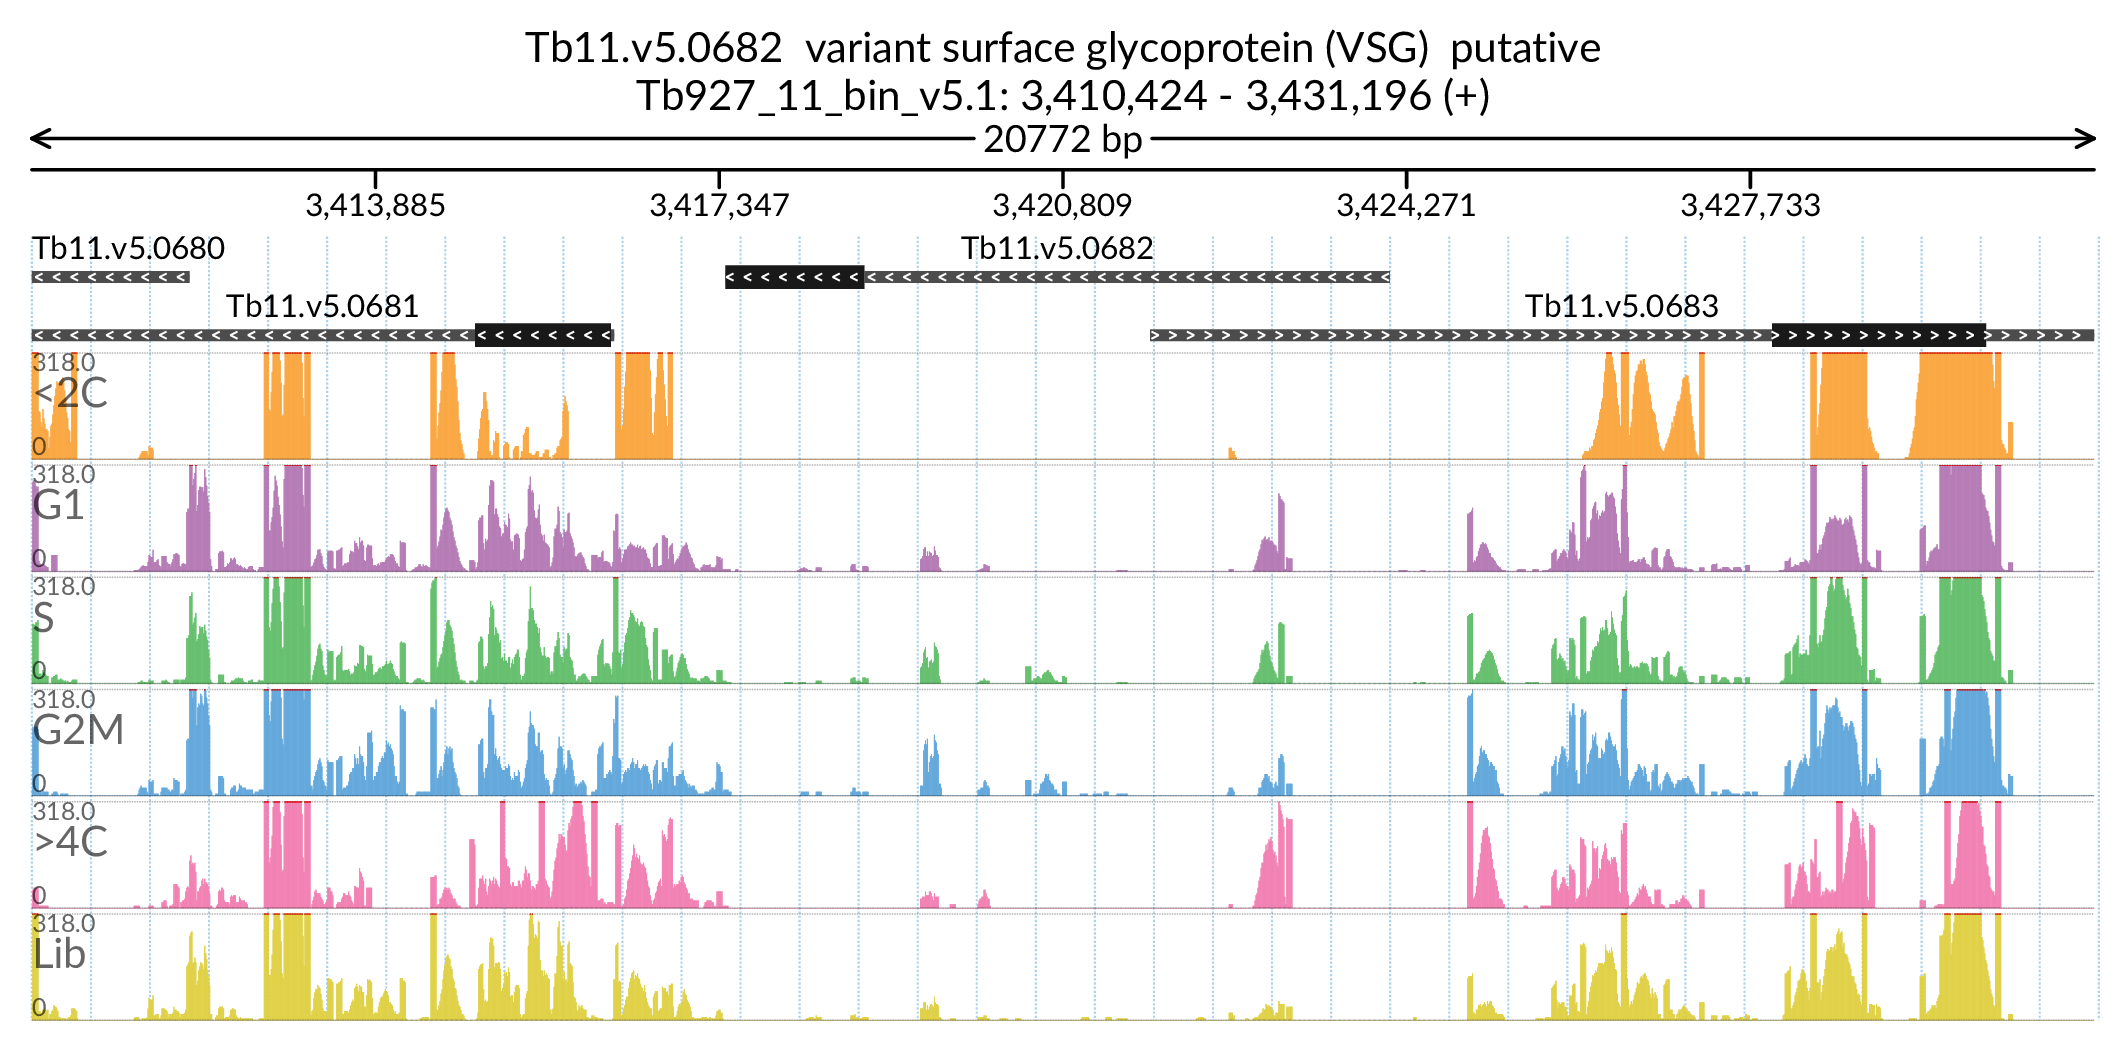 Tb11.v5.0682  variant surface glycoprotein (VSG)  putative
Tb927_11_bin_v5.1: 3,410,424 - 3,431,196 (+)
20772 bp
3,413,885 3,417,347 3,420,809 3,424,271 3,427,733
Tb11.v5.0680 Tb11.v5.0682
Tb11.v5.0681 Tb11.v5.0683
318.0
<2C
0
318.0
G1
0
318.0
S
0
318.0
G2M
0
318.0
>4C
0
318.0
Lib
0